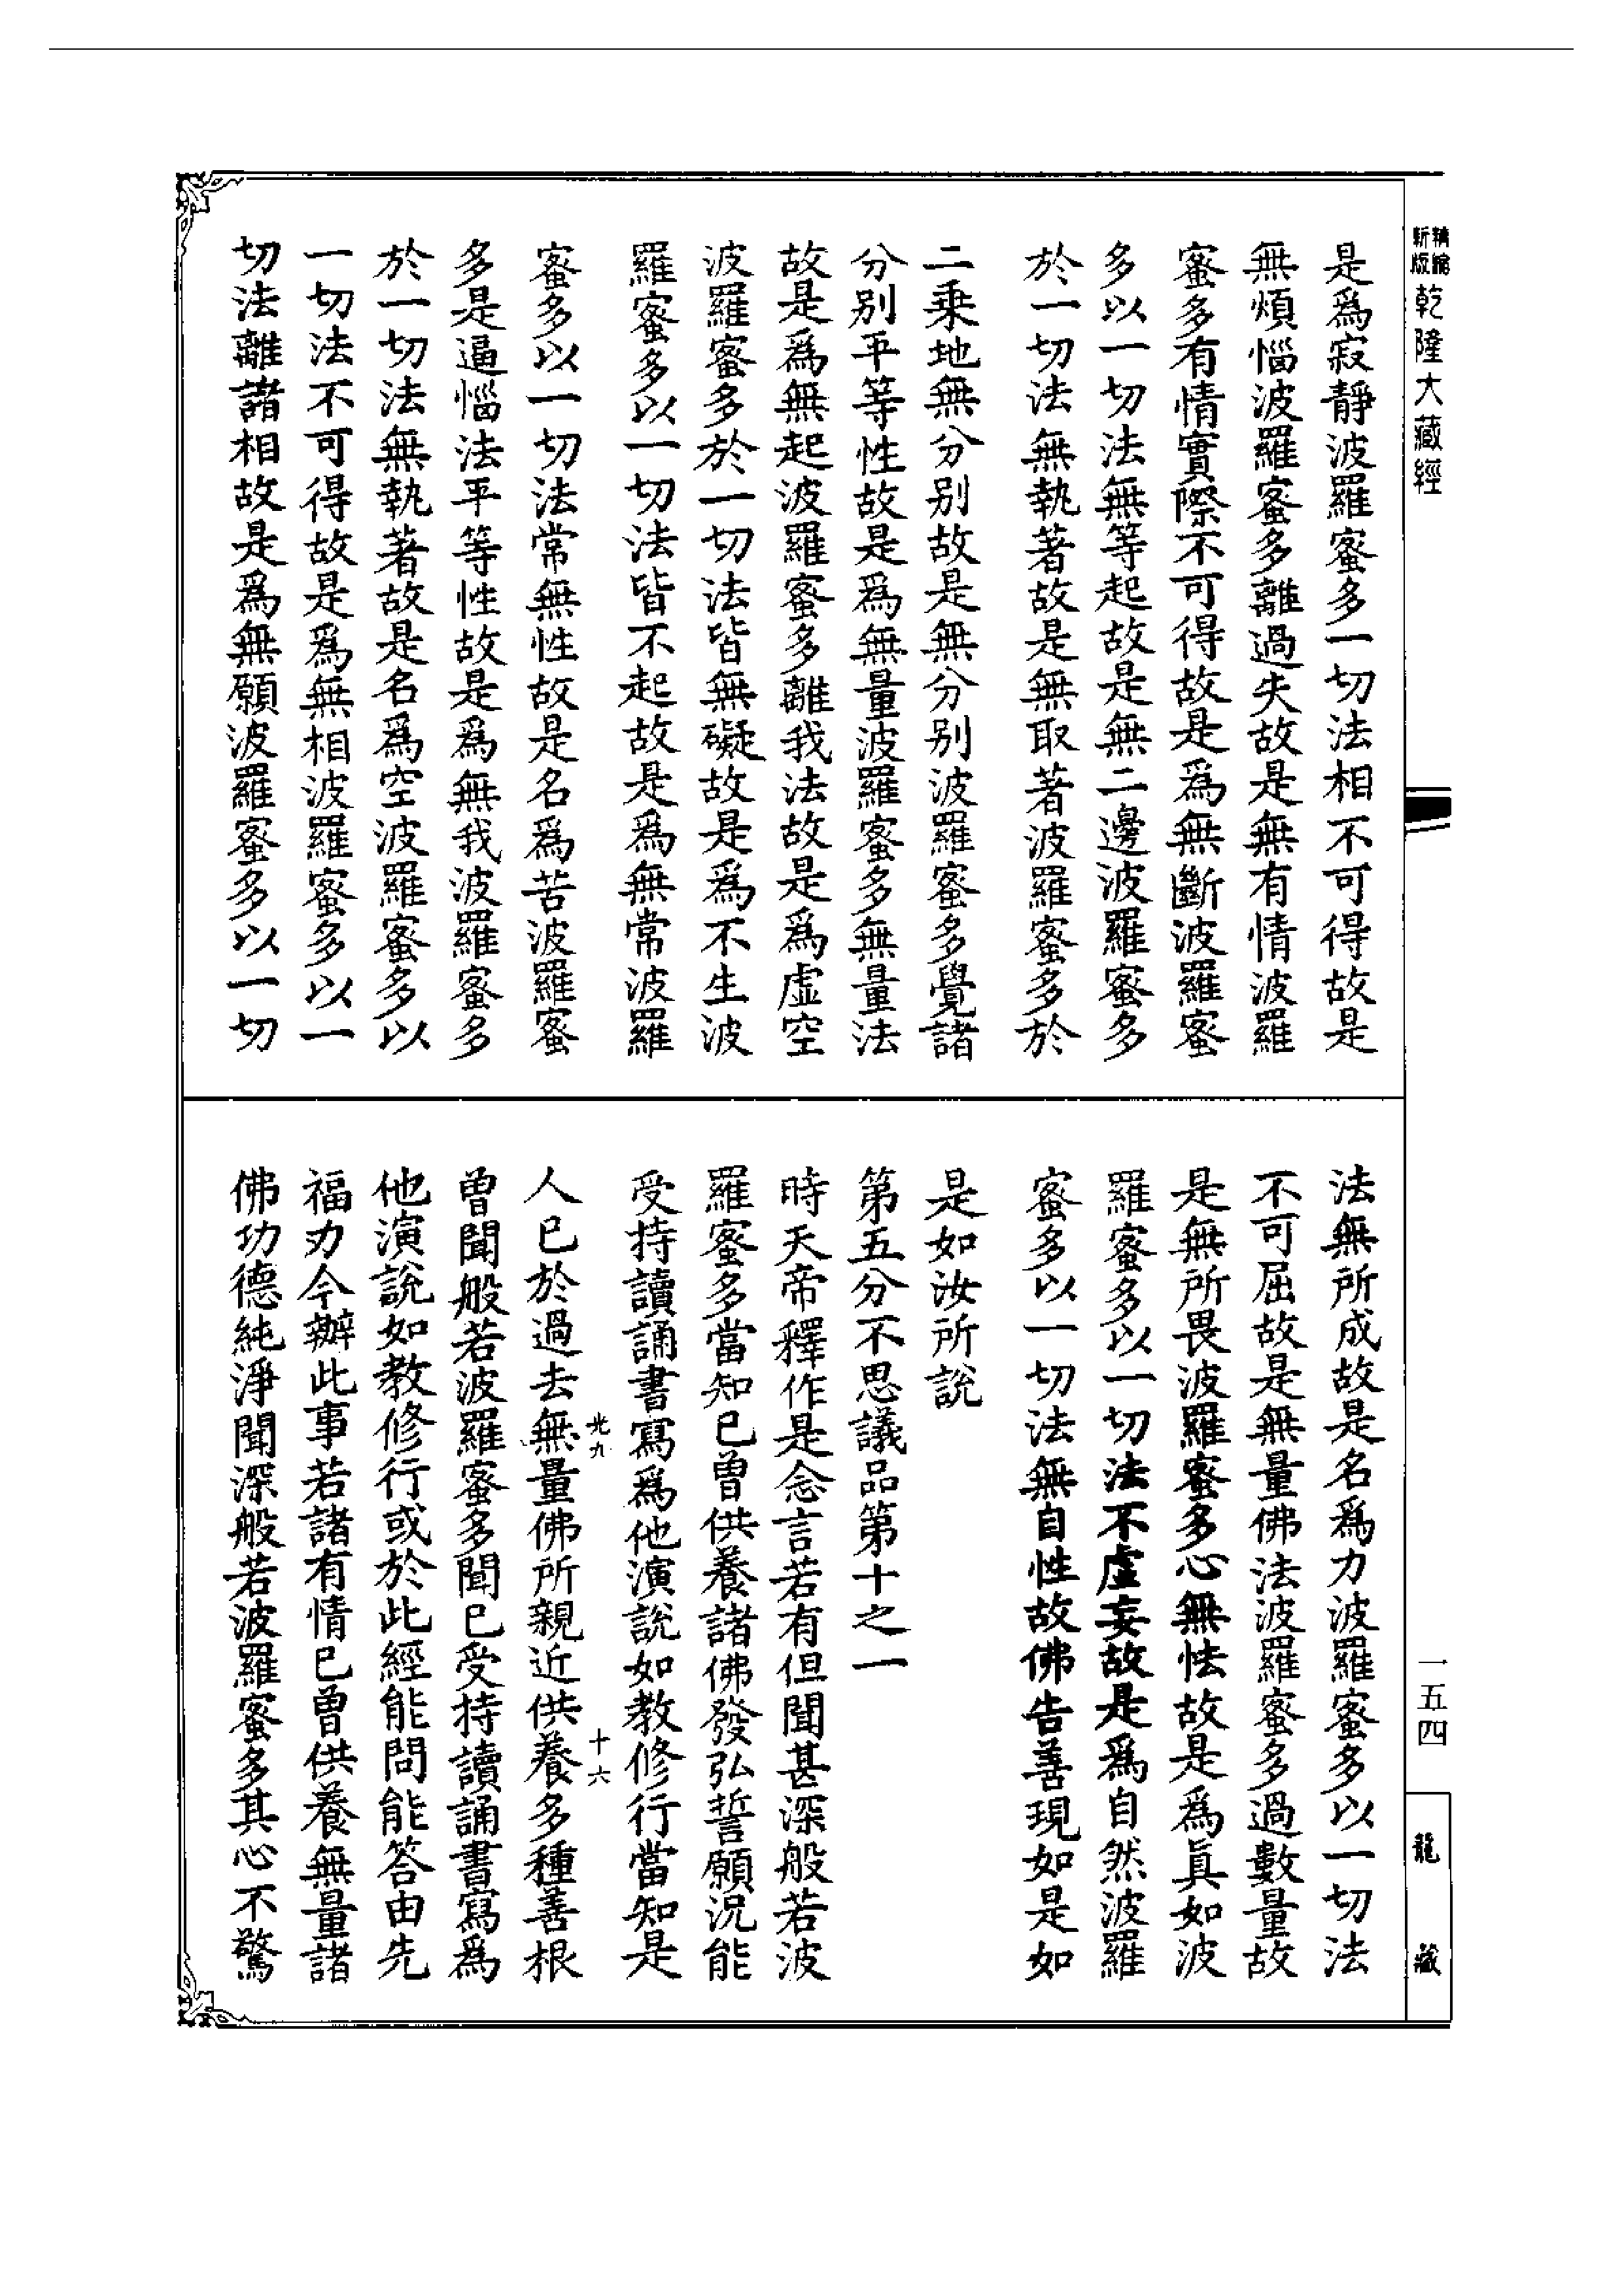 精縮
新版
乾隆大藏經
是為寂靜波羅蜜多一切法相不可得故是
無煩惱波羅蜜多離過失故是無有情波羅
蜜多有情實際不可得故是為無斷波羅蜜
多以一切法無等起故是無二邊波羅蜜多
於一切法無執著故是無取著波羅蜜多於
二乘地無分別故是無分別波羅蜜多覺諸
分別平等性故是為無量波羅蜜多無量法
故是為無起波羅蜜多離我法故是為虛空
波羅蜜多於一切法皆無礙故是為不生波
羅蜜多以一切法皆不起故是為無常波羅
蜜多以一切法常無性故是名為苦波羅蜜
多是逼惱法平等性故是為無我波羅蜜多
於一切法無執著故是名為空波羅蜜多以
一切法不可得故是為無相波羅蜜多以一
切法離諸相故是為無願波羅蜜多以一切
法無所成故是名為力波羅蜜多以一切法
不可屈故是無量佛法波羅蜜多過數量故
是無所畏波羅蜜多心無怯故是為眞如波
羅蜜多以一切法不虛妄故是為自然波羅
蜜多以一切法無自性故佛告善現如是如
是如汝所說
第五分不思議品第十之一
時天帝釋作是念言若有但聞甚深般若波
羅蜜多當知已曾供養諸佛發弘誓願況能
受持讀誦書寫為他演說如教修行當知是
光九
十六
人已於過去無量佛所親近供養多種善根
曾聞般若波羅蜜多聞已受持讀誦書寫為
他演說如教修行或於此經能問能答由先
福力今辦此事若諸有情已曾供養無量諸
佛功德純淨聞深般若波羅蜜多其心不驚
一五四
龍藏